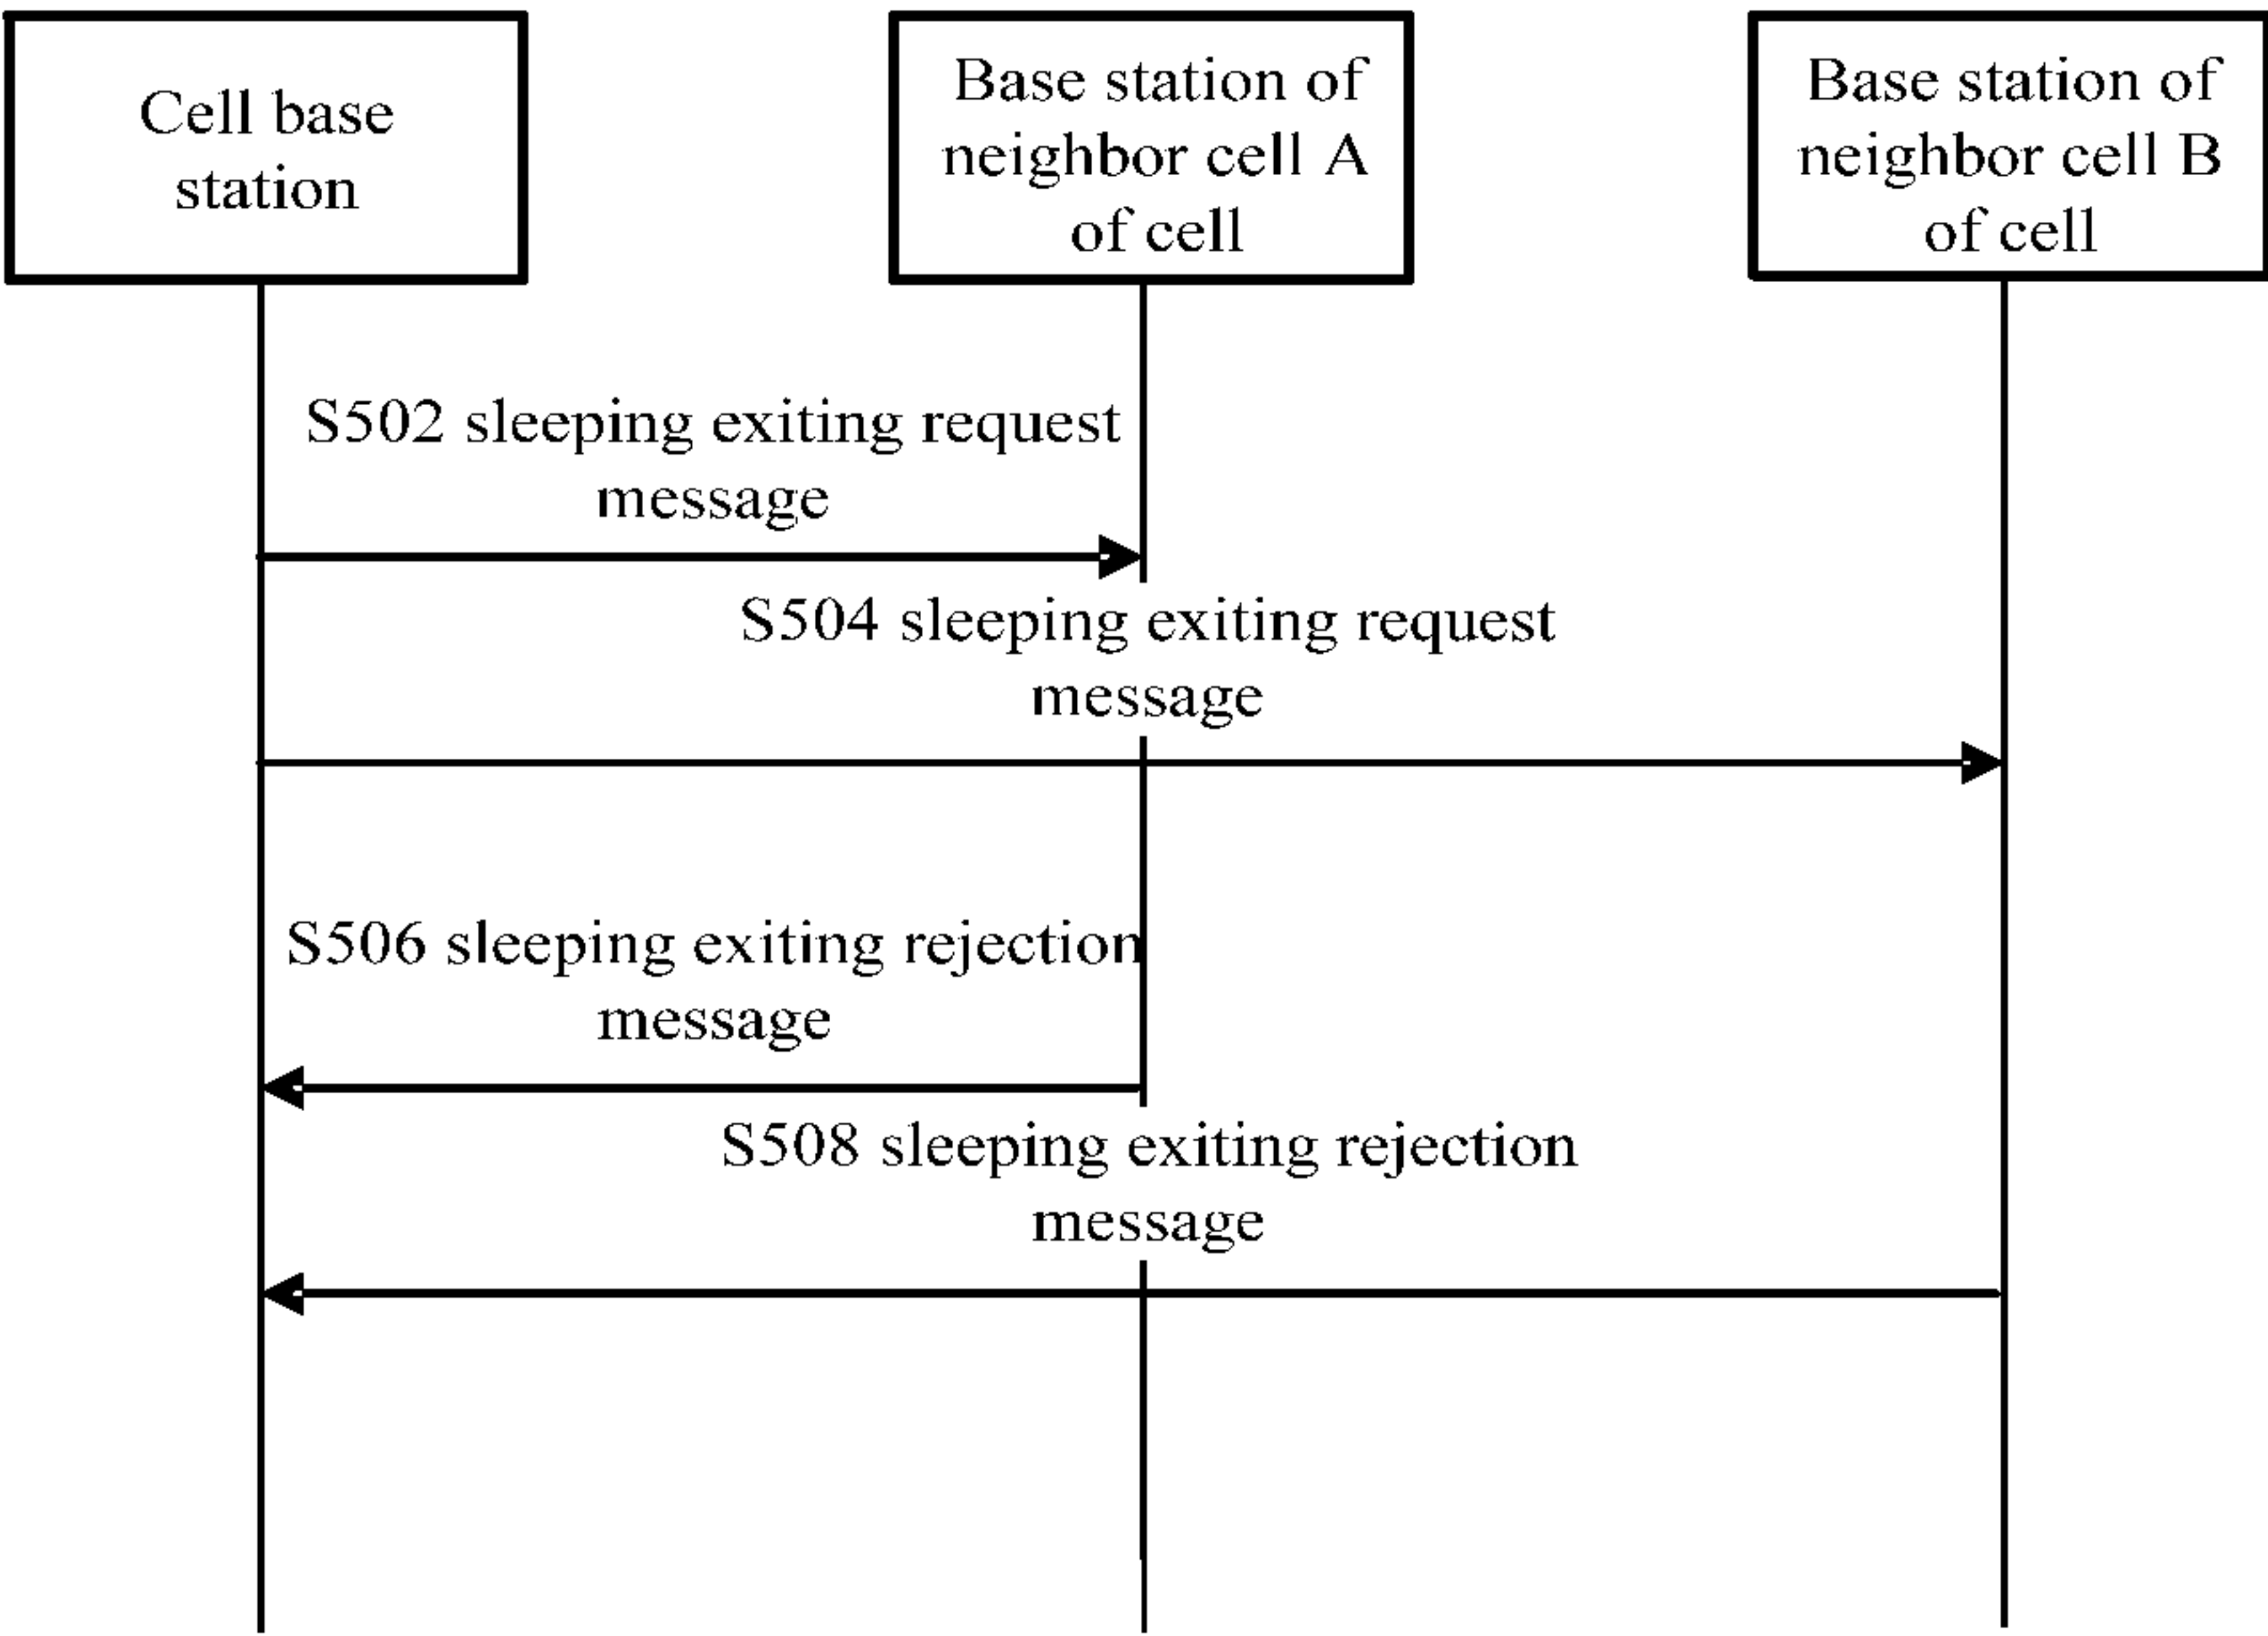 Cell base
station
Base station of
neighbor cell A
of cell
Base station of
neighbor cell B
of cell
S502 sleeping exiting request
message
S504 sleeping exiting request
message
S506 sleeping exiting rejection
message
S508 sleeping exiting rejection
message